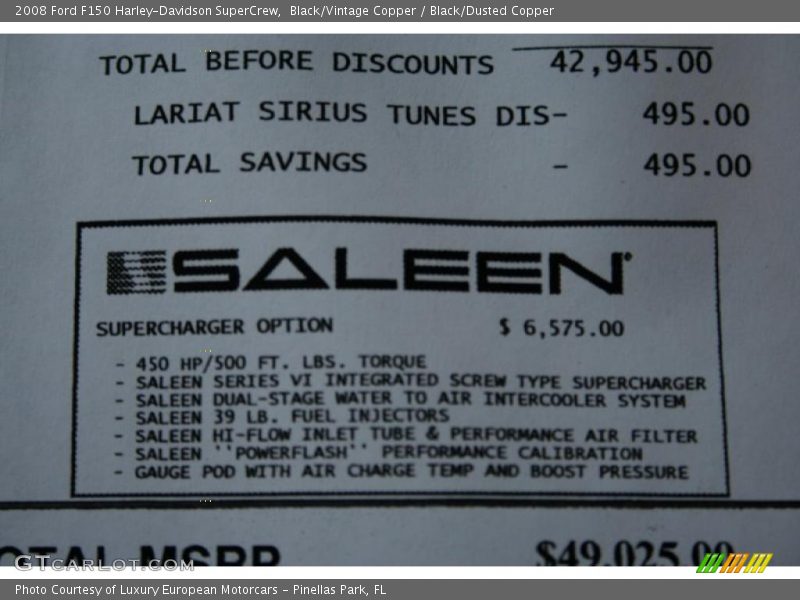 2008 Ford F150 Harley-Davidson SuperCrew, Black/Vintage Copper / Black/Dusted Copper
TOTAL BEFORE DISCOUNTS 42,945.00
LARIAT SIRIUS TUNES DIS- 495.00
TOTAL SAVINGS - 495.00
SALEEN
SUPERCHARGER OPTION $ 6,575.00
- 450 HP/500 FT. LBS. TORQUE
- SALEEN SERIES VI INTEGRATED SCREW TYPE SUPERCHARGER
- SALEEN DUAL-STAGE WATER TO AIR INTERCOOLER SYSTEM
- SALEEN 39 LB. FUEL INJECTORS
- SALEEN HI-FLOW INLET TUBE & PERFORMANCE AIR FILTER
- SALEEN ''POWERFLASH'' PERFORMANCE CALIBRATION
- GAUGE POD WITH AIR CHARGE TEMP AND BOOST PRESSURE
OTAL MSRP $49,025.00
GTCARLOT.COM
Photo Courtesy of Luxury European Motorcars - Pinellas Park, FL